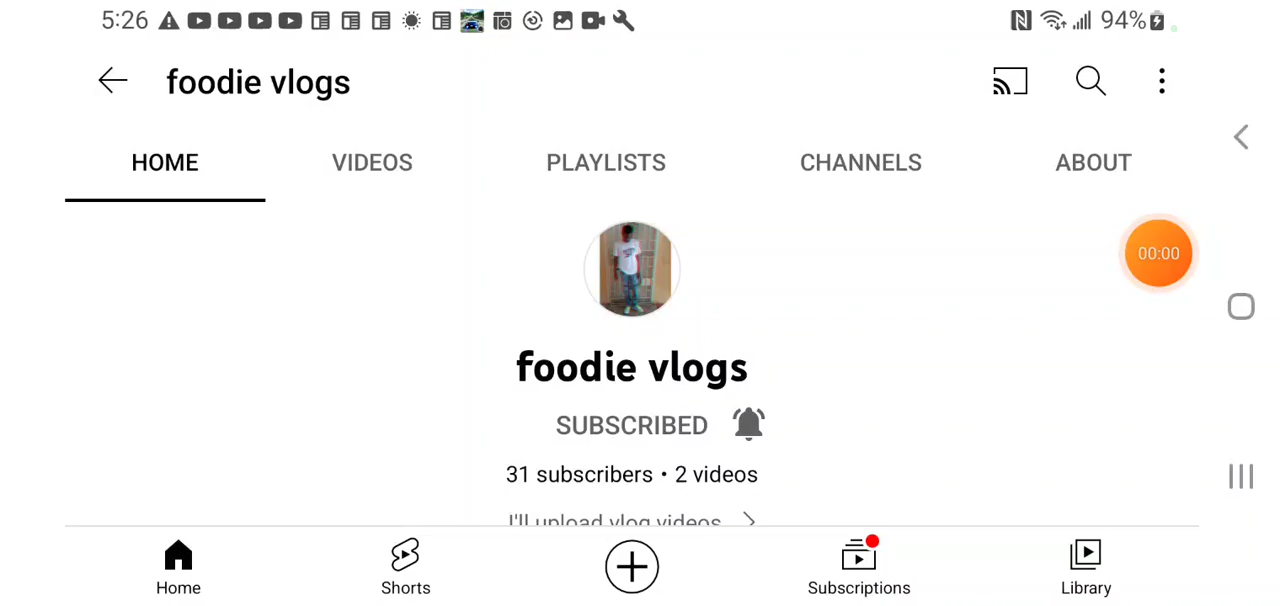 5:26 94%
foodie vlogs
HOME VIDEOS PLAYLISTS CHANNELS ABOUT
00:00
foodie vlogs
SUBSCRIBED
31 subscribers • 2 videos
I'll upload vlog videos
Home Shorts Subscriptions Library